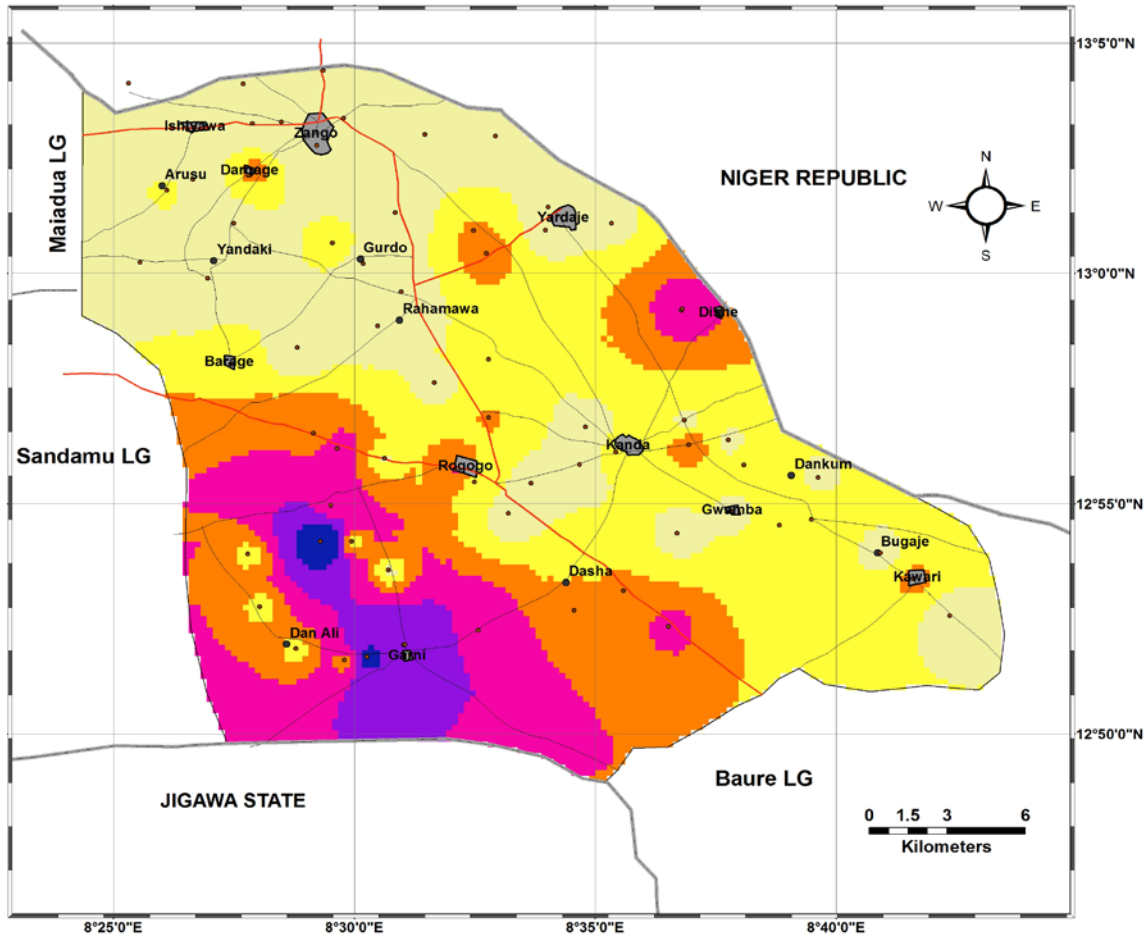 13°5'0"N
Ishyawa
Zango
Maiadua LG
Dargage
Arusu
NIGER REPUBLIC
N
W E
S
Yardaje
Yandaki
Gurdo
13°0'0"N
Rahamawa
Dishe
Barage
Sandamu LG
Rogogo
Kanda
Dankum
12°55'0"N
Gwamba
Bugaje
Kawari
Dasha
Dan Ali
Garni
12°50'0"N
Baure LG
JIGAWA STATE
0 1.5 3 6
Kilometers
8°25'0"E 8°30'0"E 8°35'0"E 8°40'0"E